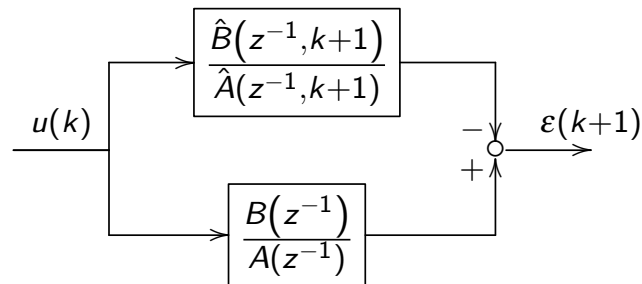 B̂(z⁻¹,k+1)
Â(z⁻¹,k+1)
u(k)
−
ε(k+1)
+
B(z⁻¹)
A(z⁻¹)